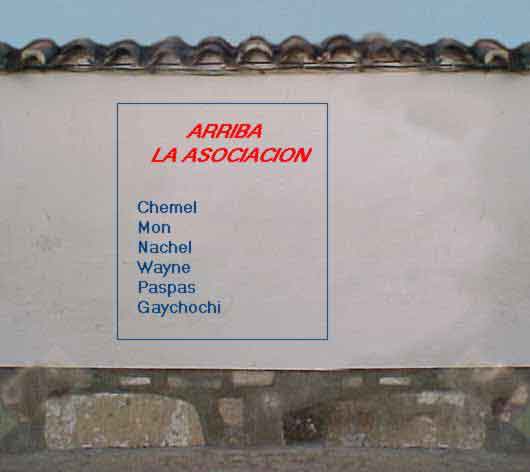 ARRIBA
LA ASOCIACION
Chemel
Mon
Nachel
Wayne
Paspas
Gaychochi